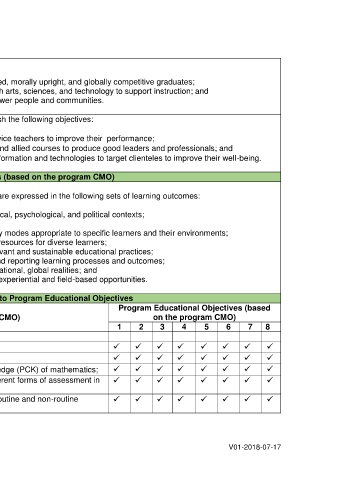 ed, morally upright, and globally competitive graduates;
h arts, sciences, and technology to support instruction; and
wer people and communities.
sh the following objectives:
vice teachers to improve their performance;
and allied courses to produce good leaders and professionals; and
formation and technologies to target clienteles to improve their well-being.
s (based on the program CMO)
are expressed in the following sets of learning outcomes:
ical, psychological, and political contexts;
y modes appropriate to specific learners and their environments;
resources for diverse learners;
vant and sustainable educational practices;
nd reporting learning processes and outcomes;
ational, global realities; and
experiential and field-based opportunities.
to Program Educational Objectives
CMO)
Program Educational Objectives (based
on the program CMO)
1 2 3 4 5 6 7 8
✓ ✓ ✓ ✓ ✓ ✓ ✓ ✓
✓ ✓ ✓ ✓ ✓ ✓ ✓ ✓
edge (PCK) of mathematics; ✓ ✓ ✓ ✓ ✓ ✓ ✓ ✓
erent forms of assessment in ✓ ✓ ✓ ✓ ✓ ✓ ✓ ✓
outine and non-routine ✓ ✓ ✓ ✓ ✓ ✓ ✓ ✓
V01-2018-07-17